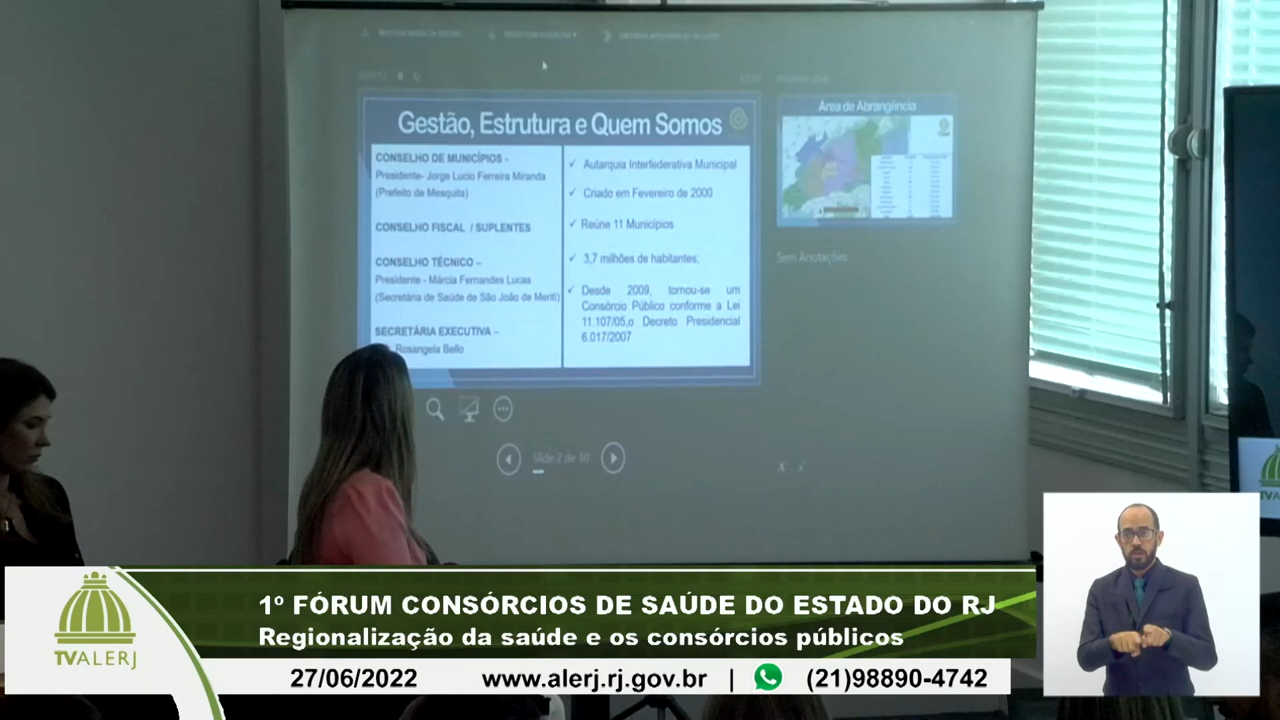 Próximo slide
Gestão, Estrutura e Quem Somos
CONSELHO DE MUNICÍPIOS -
Presidente- Jorge Lucio Ferreira Miranda
(Prefeito de Mesquita)
CONSELHO FISCAL / SUPLENTES
CONSELHO TÉCNICO –
Presidente - Márcia Fernandes Lucas
(Secretária de Saúde de São João de Meriti)
SECRETÁRIA EXECUTIVA –
Rosangela Bello
✓ Autarquia Interfederativa Municipal
✓ Criado em Fevereiro de 2000
✓ Reúne 11 Municípios
✓ 3,7 milhões de habitantes;
✓ Desde 2009, tornou-se um
Consórcio Público conforme a Lei
11.107/05,o Decreto Presidencial
6.017/2007
Área de Abrangência
Sem Anotações
Slide 2 de 10
TVALERJ
1º FÓRUM CONSÓRCIOS DE SAÚDE DO ESTADO DO RJ
Regionalização da saúde e os consórcios públicos
27/06/2022 www.alerj.rj.gov.br | (21)98890-4742